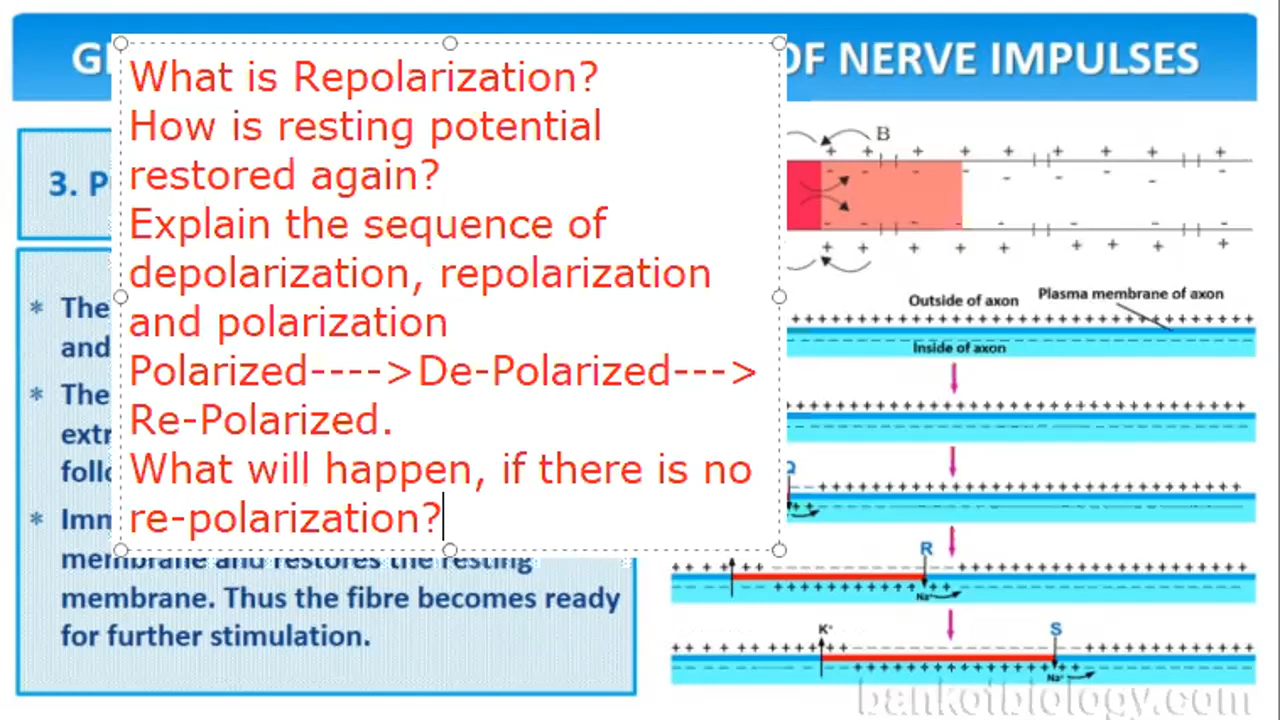 OF NERVE IMPULSES
What is Repolarization?
How is resting potential
restored again?
Explain the sequence of
depolarization, repolarization
and polarization
Polarized---->De-Polarized--->
Re-Polarized.
What will happen, if there is no
re-polarization?
3.
* The
and
* The
*
membrane and restores the resting
membrane. Thus the fibre becomes ready
for further stimulation.
B
Outside of axon
Plasma membrane of axon
Inside of axon
R
Na⁺
K⁺
S
Na⁺
bankofbiology.com